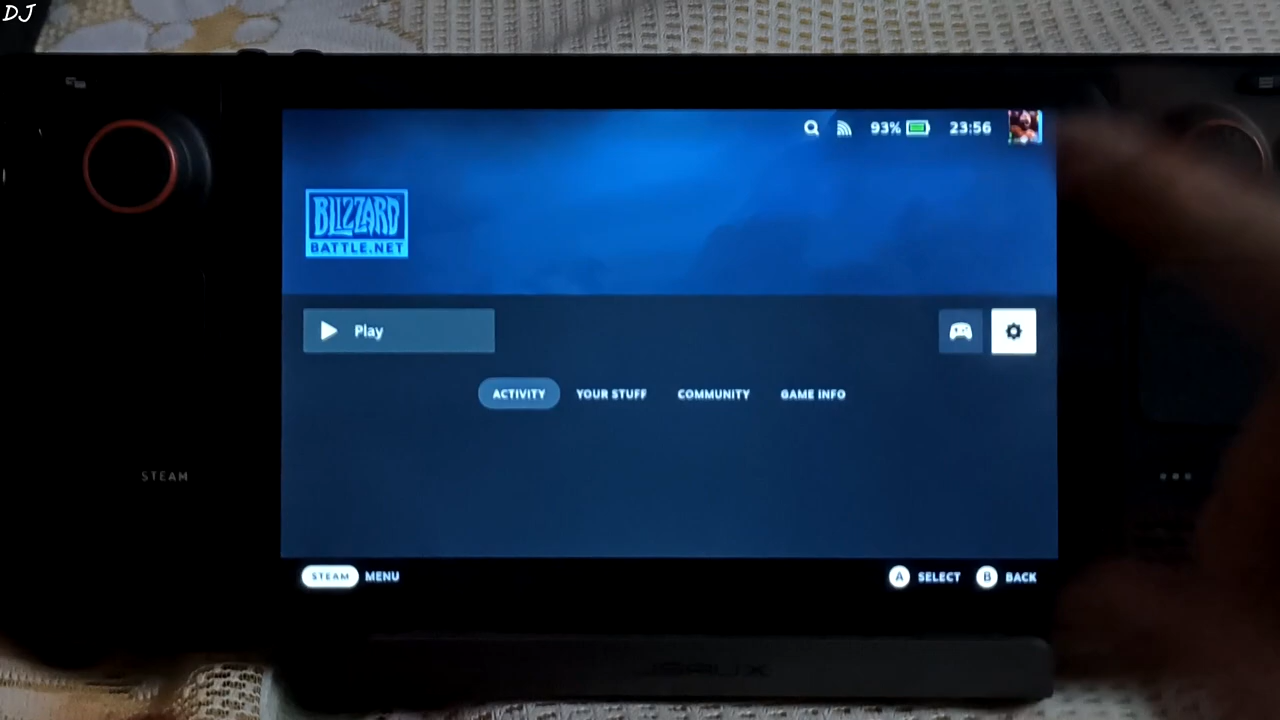 DJ
93%
23:56
BLIZZARD
BATTLE.NET
Play
ACTIVITY
YOUR STUFF
COMMUNITY
GAME INFO
STEAM
STEAM MENU
A SELECT B BACK
JSAUX